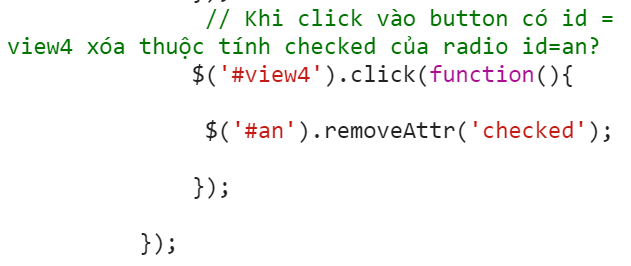 });
// Khi click vào button có id =
view4 xóa thuộc tính checked của radio id=an?
$('#view4').click(function(){
$('#an').removeAttr('checked');
});
});